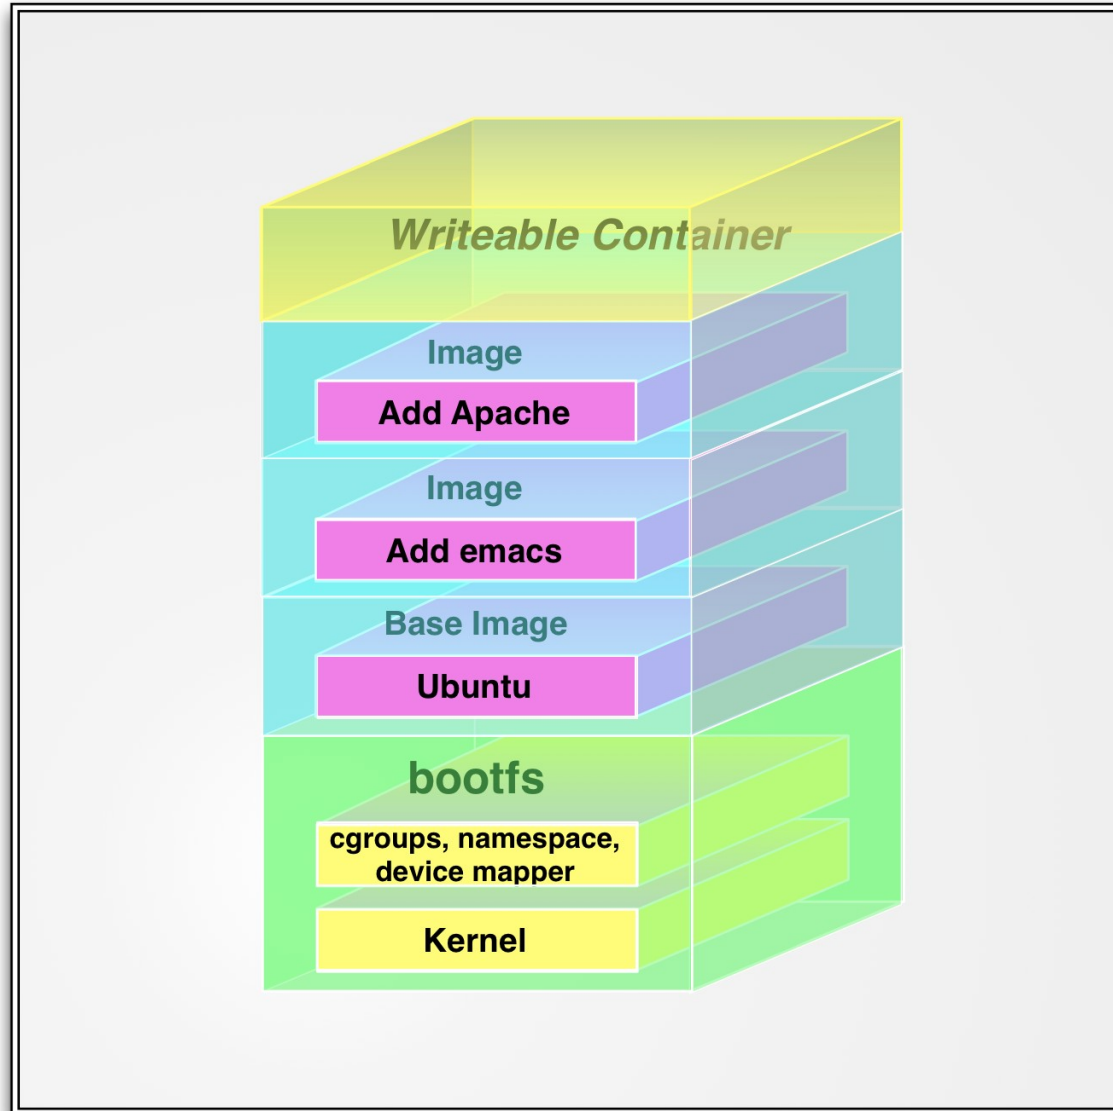 Writeable Container
Image
Add Apache
Image
Add emacs
Base Image
Ubuntu
bootfs
cgroups, namespace,
device mapper
Kernel